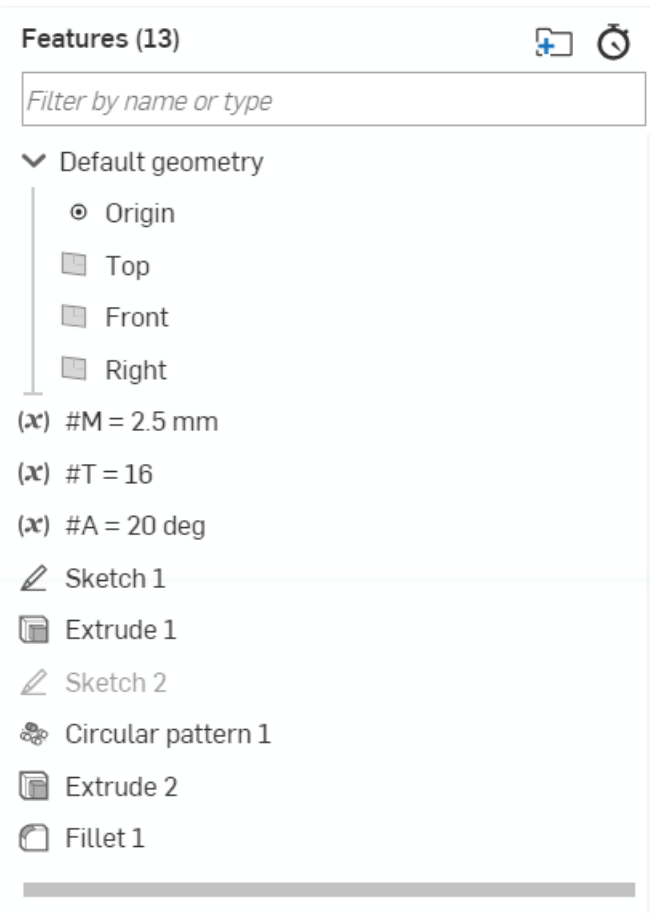 Features (13)
Filter by name or type
Default geometry
Origin
Top
Front
Right
(x) #M = 2.5 mm
(x) #T = 16
(x) #A = 20 deg
Sketch 1
Extrude 1
Sketch 2
Circular pattern 1
Extrude 2
Fillet 1